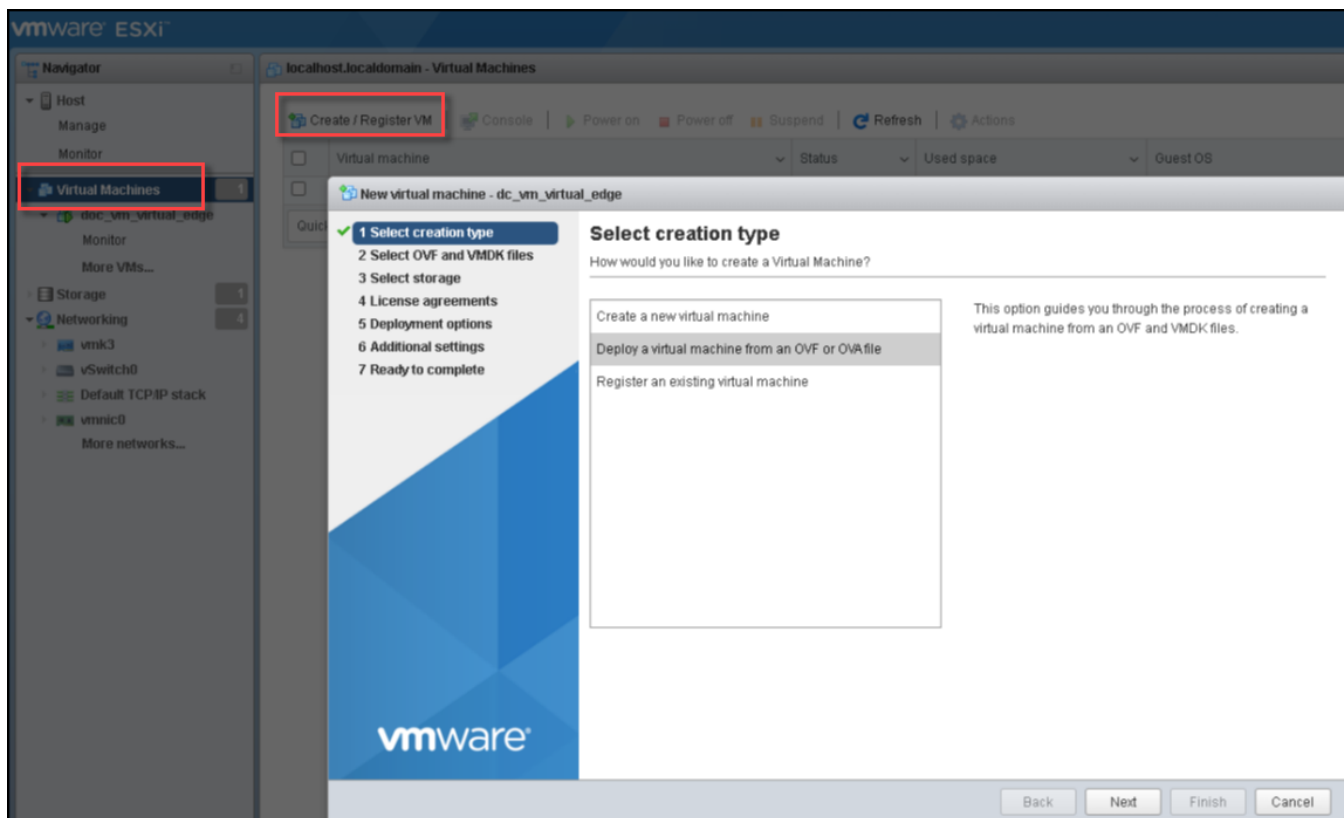 vmware ESXi™
Navigator
Host
Manage
Monitor
Virtual Machines 1
doc_vm_virtual_edge
Monitor
More VMs...
Storage 1
Networking 4
vmk3
vSwitch0
Default TCP/IP stack
vmnic0
More networks...
localhost.localdomain - Virtual Machines
Create / Register VM Console Power on Power off Suspend Refresh Actions
Virtual machine Status Used space Guest OS
New virtual machine - dc_vm_virtual_edge
1 Select creation type
2 Select OVF and VMDK files
3 Select storage
4 License agreements
5 Deployment options
6 Additional settings
7 Ready to complete
vmware®
Select creation type
How would you like to create a Virtual Machine?
Create a new virtual machine
Deploy a virtual machine from an OVF or OVA file
Register an existing virtual machine
This option guides you through the process of creating a
virtual machine from an OVF and VMDK files.
Back Next Finish Cancel